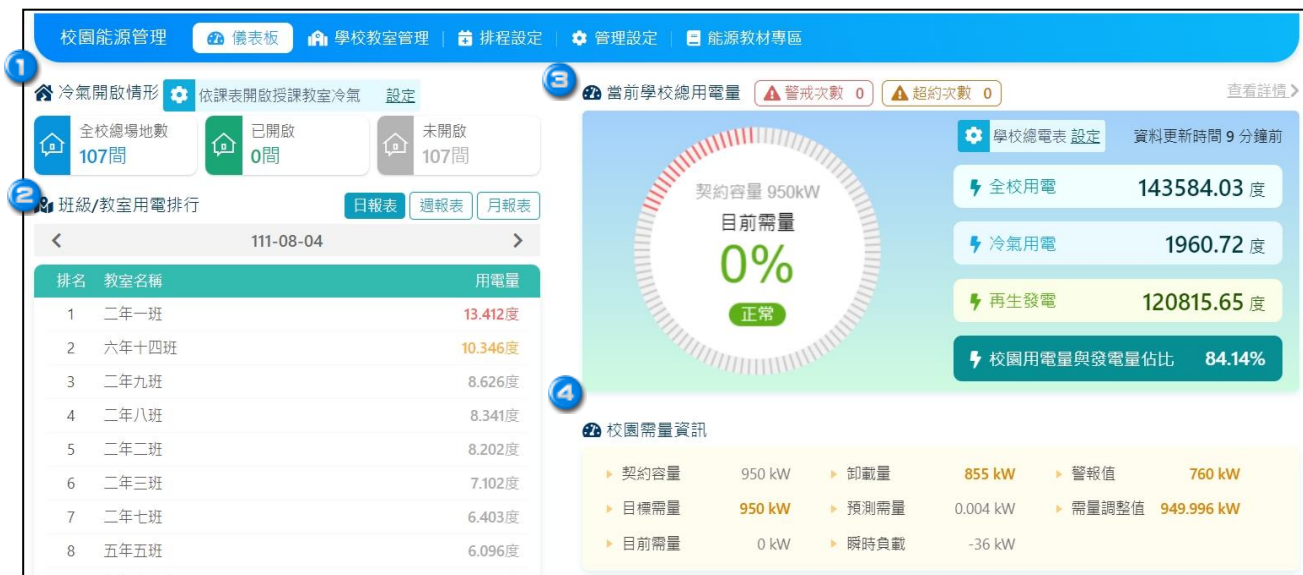 校園能源管理 儀表板 學校教室管理 排程設定 管理設定 能源教材專區
1
冷氣開啟情形 依課表開啟授課教室冷氣 設定
全校總場地數 已開啟 未開啟
107間 0間 107間
2
班級/教室用電排行 日報表 週報表 月報表
111-08-04
排名 教室名稱 用電量
1 二年一班 13.412度
2 六年十四班 10.346度
3 二年九班 8.626度
4 二年八班 8.341度
5 二年二班 8.202度
6 二年三班 7.102度
7 二年七班 6.403度
8 五年五班 6.096度
3
當前學校總用電量 警戒次數 0 超約次數 0 查看詳情
學校總電表 設定 資料更新時間 9 分鐘前
契約容量 950kW
目前需量
0%
正常
全校用電 143584.03 度
冷氣用電 1960.72 度
再生發電 120815.65 度
校園用電量與發電量佔比 84.14%
4
校園需量資訊
契約容量 950 kW 卸載量 855 kW 警報值 760 kW
目標需量 950 kW 預測需量 0.004 kW 需量調整值 949.996 kW
目前需量 0 kW 瞬時負載 -36 kW